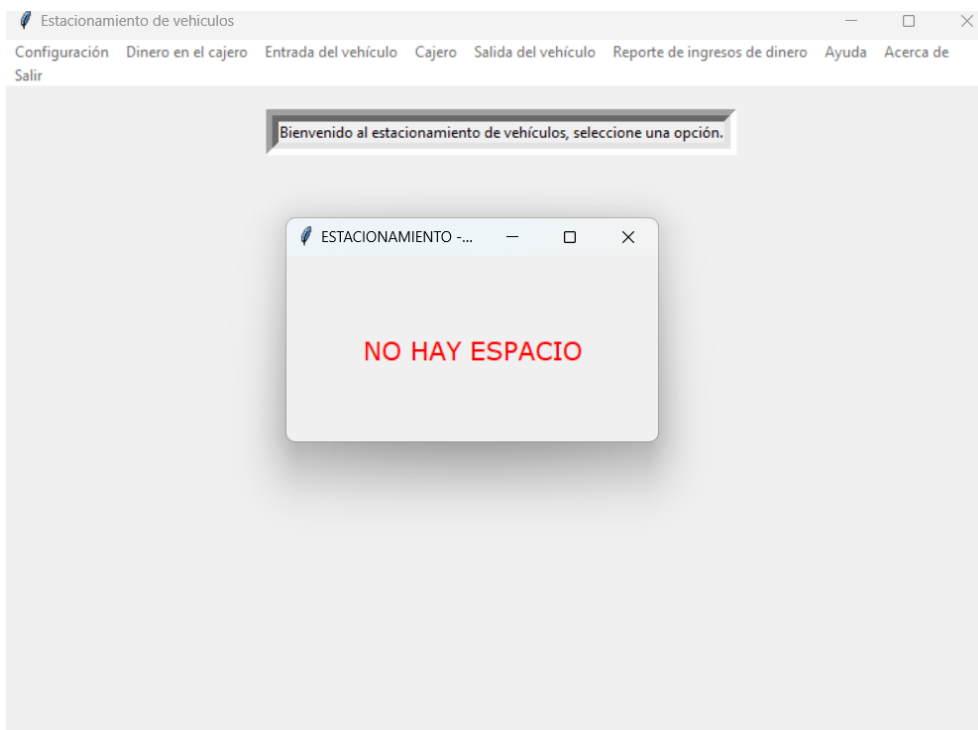 Estacionamiento de vehiculos
Configuración Dinero en el cajero Entrada del vehículo Cajero Salida del vehículo Reporte de ingresos de dinero Ayuda Acerca de
Salir
Bienvenido al estacionamiento de vehículos, seleccione una opción.
ESTACIONAMIENTO -...
NO HAY ESPACIO